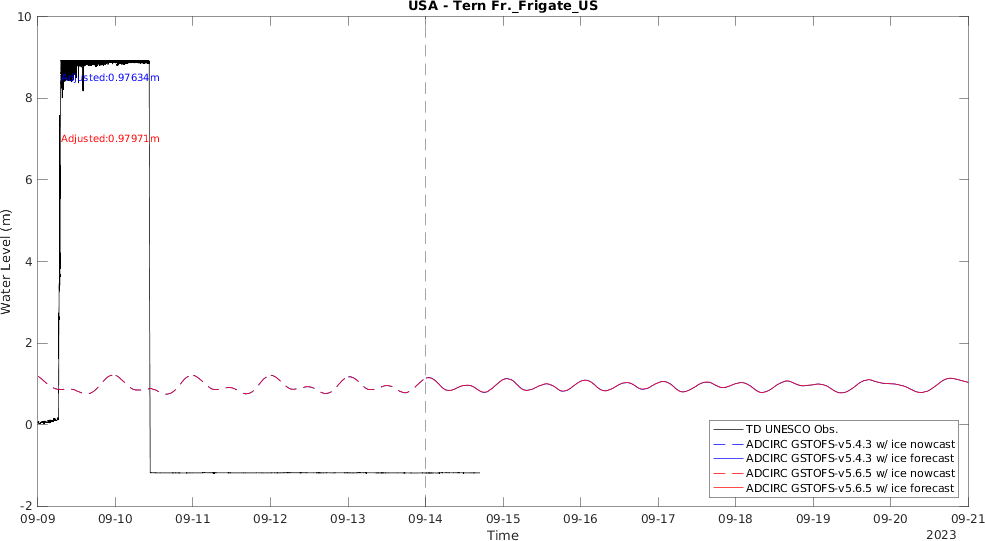 USA - Tern Fr._Frigate_US
10
8
6
4
2
0
-2
Water Level (m)
Adjusted:0.97634m
Adjusted:0.97971m
TD UNESCO Obs.
ADCIRC GSTOFS-v5.4.3 w/ ice nowcast
ADCIRC GSTOFS-v5.4.3 w/ ice forecast
ADCIRC GSTOFS-v5.6.5 w/ ice nowcast
ADCIRC GSTOFS-v5.6.5 w/ ice forecast
09-09 09-10 09-11 09-12 09-13 09-14 09-15 09-16 09-17 09-18 09-19 09-20 09-21
Time
2023